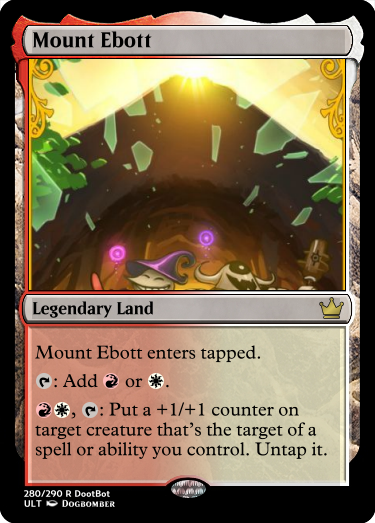 Mount Ebott
Legendary Land
Mount Ebott enters tapped.
: Add or .
, : Put a +1/+1 counter on
target creature that's the target of a
spell or ability you control. Untap it.
280/290 R DootBot
ULT Dogbomber